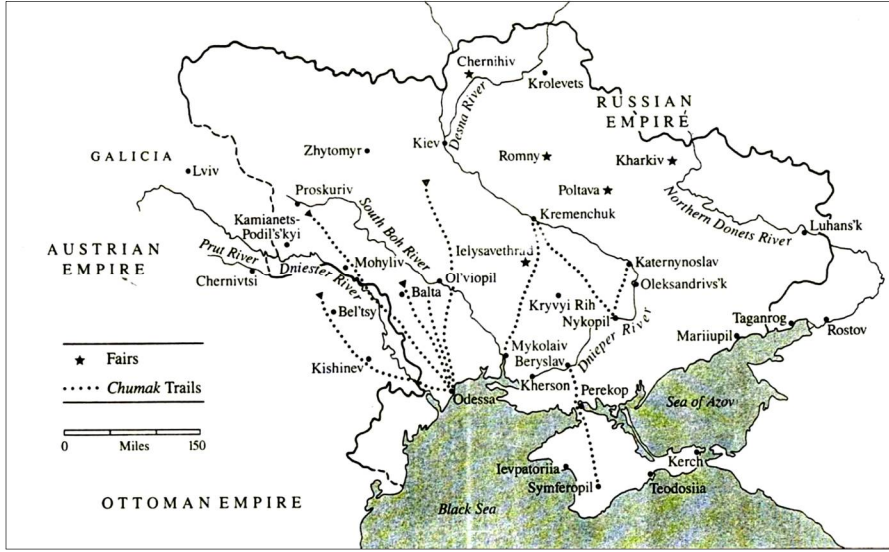 Chernihiv
Krolevets
RUSSIAN
EMPIRE
Desna River
Kiev
Zhytomyr
Romny
Kharkiv
GALICIA
Lviv
Poltava
Northern Donets River
Proskuriv
South Boh River
Kremenchuk
Luhans'k
Kamianets-
Podil's'kyi
AUSTRIAN
EMPIRE
Prut River
Dniester River
Mohyliv
Ielysavethrad
Katernynoslav
Chernivtsi
Ol'viopil
Oleksandrivs'k
Balta
Kryvyi Rih
Bel'tsy
Nykopil
Dnieper River
Taganrog
Rostov
Mariiupil
★ Fairs
Chumak Trails
Kishinev
Mykolaiv
Beryslav
Kherson
Perekop
Odessa
Sea of Azov
0 Miles 150
Kerch
Ievpatoriia
Symferopil
Teodosiia
OTTOMAN EMPIRE
Black Sea